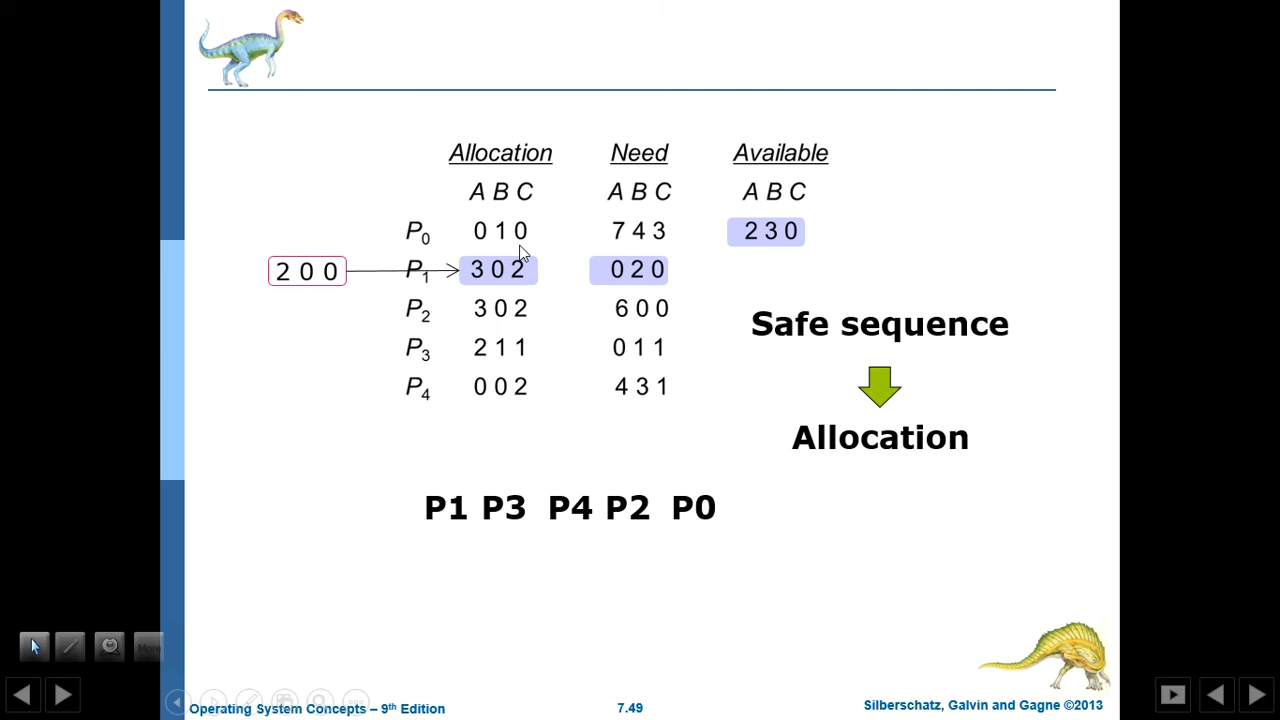 Allocation Need Available
A B C A B C A B C
P0 0 1 0 7 4 3 2 3 0
2 0 0 P1 3 0 2 0 2 0
P2 3 0 2 6 0 0
P3 2 1 1 0 1 1
P4 0 0 2 4 3 1
Safe sequence
Allocation
P1 P3 P4 P2 P0
More
Operating System Concepts – 9th Edition 7.49 Silberschatz, Galvin and Gagne ©2013